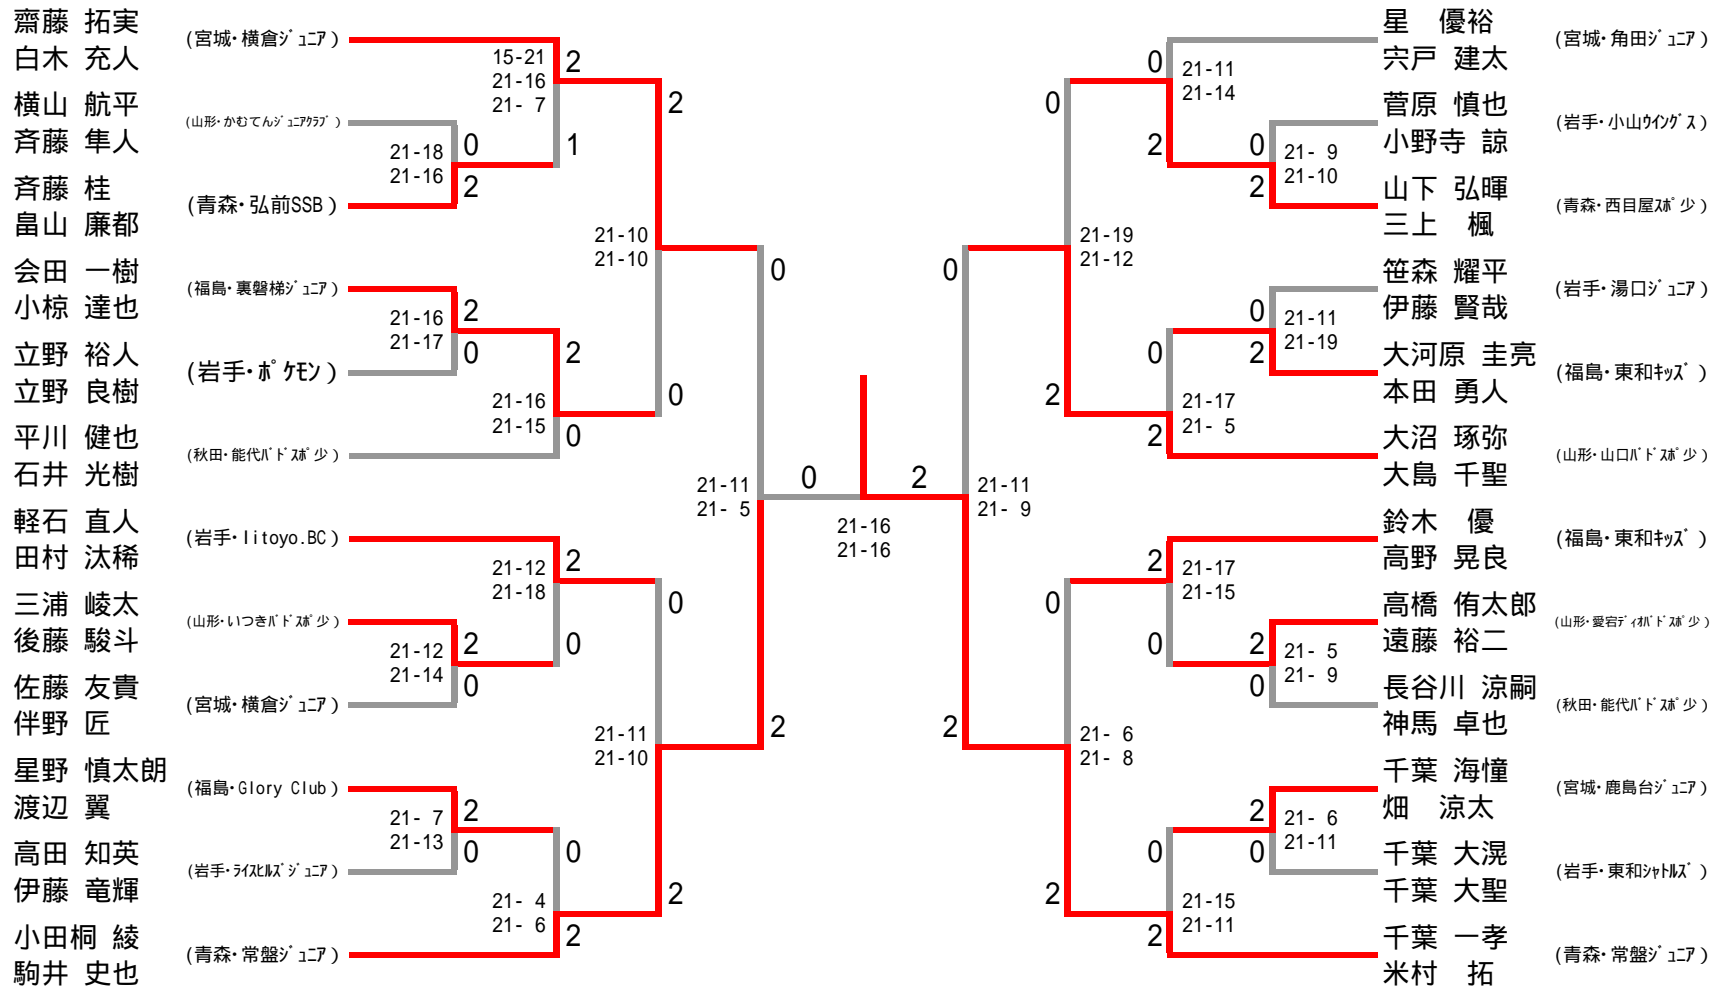 齋藤 拓実
白木 充人
(宮城・横倉ジュニア)
横山 航平
斉藤 隼人
(山形・かむてんジュニアクラブ)
斉藤 桂
畠山 廉都
(青森・弘前SSB)
会田 一樹
小椋 達也
(福島・裏磐梯ジュニア)
立野 裕人
立野 良樹
(岩手・ポケモン)
平川 健也
石井 光樹
(秋田・能代バドスポ少)
軽石 直人
田村 汰稀
(岩手・Iitoyo.BC)
三浦 崚太
後藤 駿斗
(山形・いつきバドスポ少)
佐藤 友貴
伴野 匠
(宮城・横倉ジュニア)
星野 慎太朗
渡辺 翼
(福島・Glory Club)
高田 知英
伊藤 竜輝
(岩手・ライスヒルズジュニア)
小田桐 綾
駒井 史也
(青森・常盤ジュニア)
15-21
21-16
21- 7
2
1
21-18
21-16
0
2
21-10
21-10
2
0
21-16
21-17
2
0
21-16
21-15
2
0
21-11
21- 5
0
2
21-12
21-18
2
0
21-12
21-14
2
0
21-11
21-10
0
2
21- 7
21-13
2
0
21- 4
21- 6
0
2
0
2
21-16
21-16
0
2
21-11
21- 9
0
2
21-19
21-12
0
2
21-11
21-14
0
2
21- 9
21-10
0
2
21-11
21-19
0
2
21-17
21- 5
2
0
21-17
21-15
2
0
21- 5
21- 9
0
2
21- 6
21- 8
2
0
21- 6
21-11
0
2
21-15
21-11
星 優裕
宍戸 建太
(宮城・角田ジュニア)
菅原 慎也
小野寺 諒
(岩手・小山ウイングス)
山下 弘暉
三上 楓
(青森・西目屋スポ少)
笹森 耀平
伊藤 賢哉
(岩手・湯口ジュニア)
大河原 圭亮
本田 勇人
(福島・東和キッズ)
大沼 琢弥
大島 千聖
(山形・山口バドスポ少)
鈴木 優
高野 晃良
(福島・東和キッズ)
高橋 侑太郎
遠藤 裕二
(山形・愛宕ディオバドスポ少)
長谷川 涼嗣
神馬 卓也
(秋田・能代バドスポ少)
千葉 海憧
畑 涼太
(宮城・鹿島台ジュニア)
千葉 大滉
千葉 大聖
(岩手・東和シャトルズ)
千葉 一孝
米村 拓
(青森・常盤ジュニア)